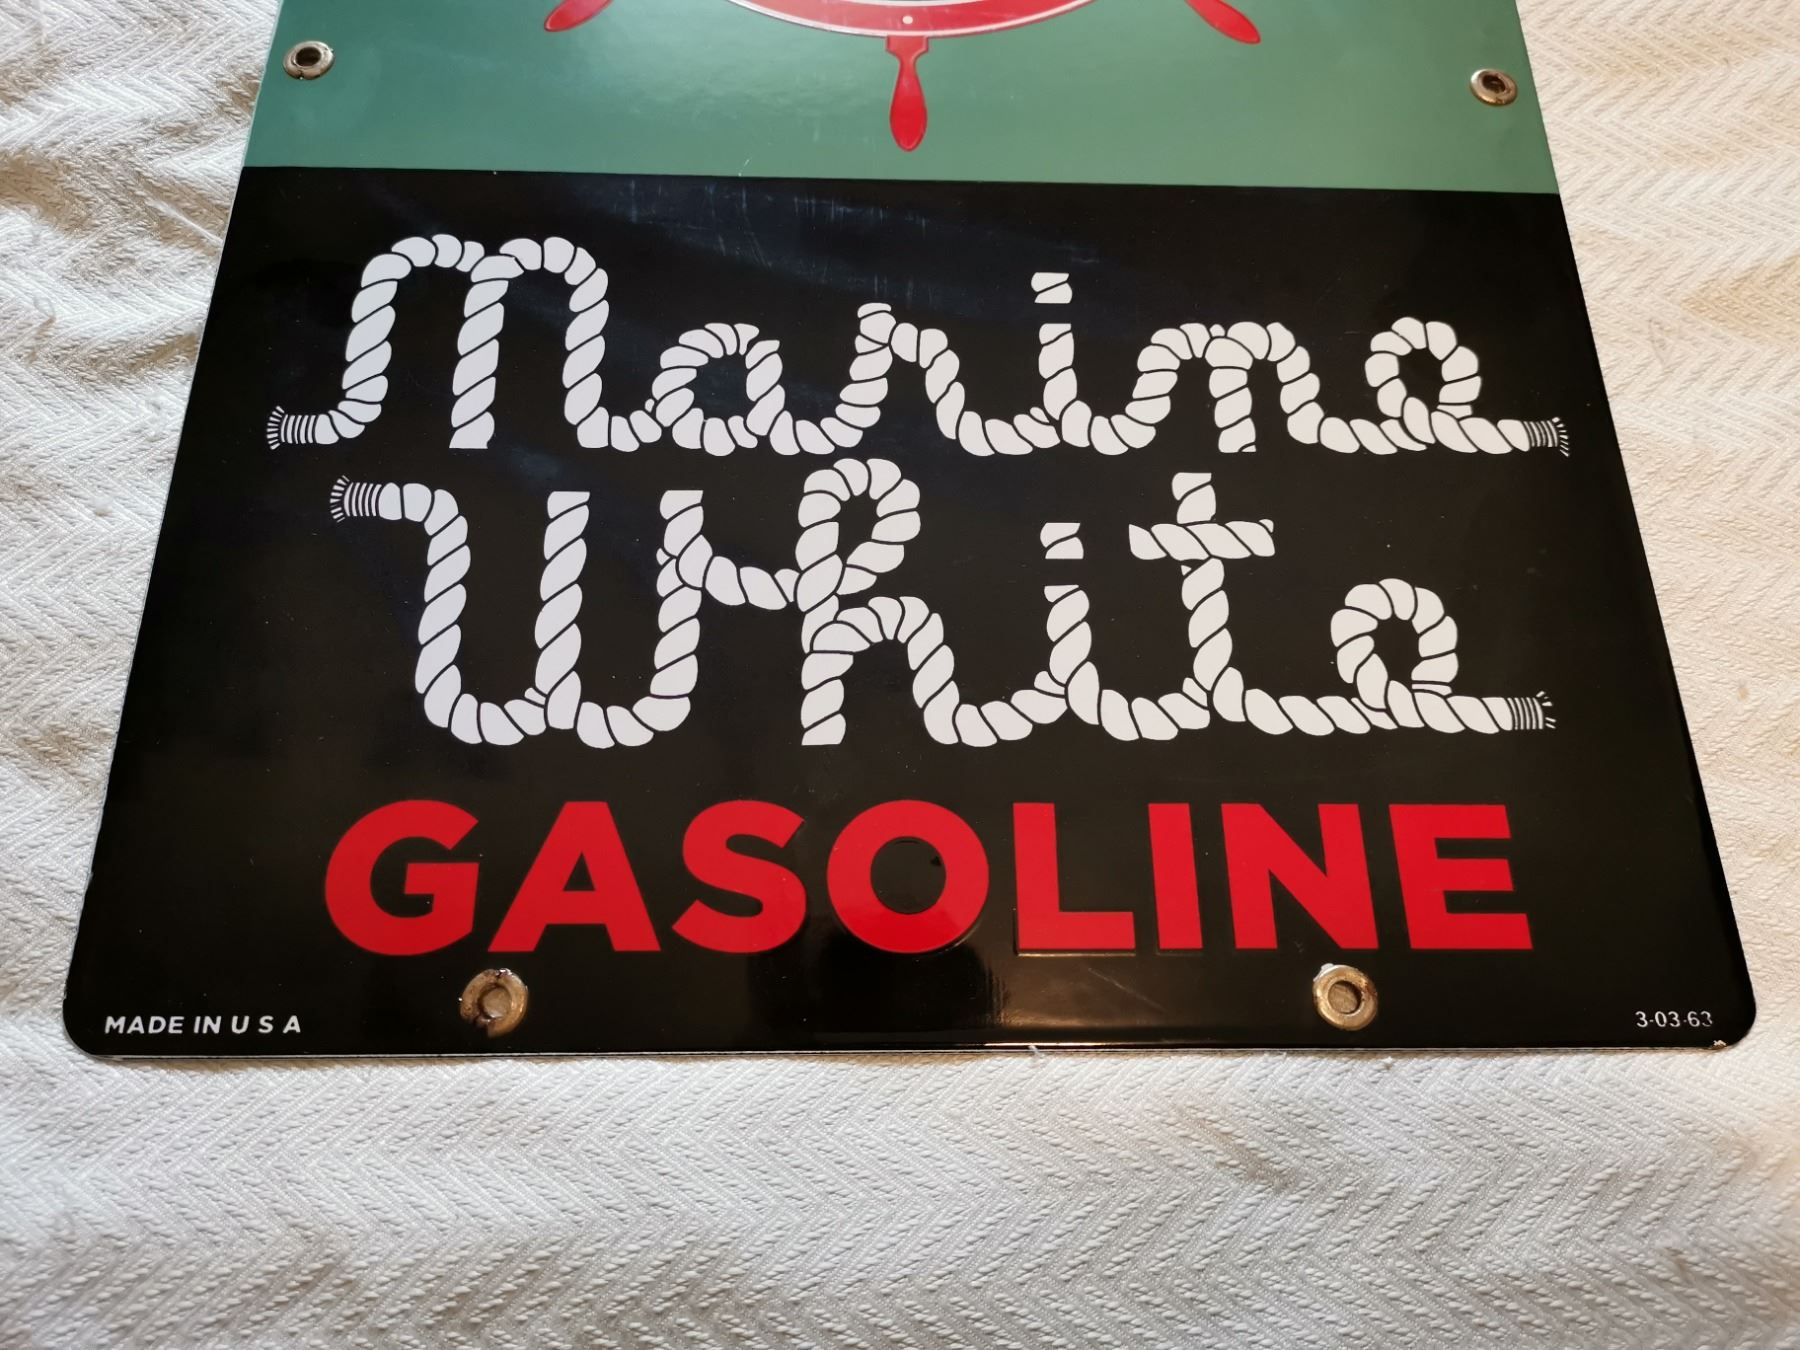 Marine
White
GASOLINE
MADE IN U S A
3-03-63